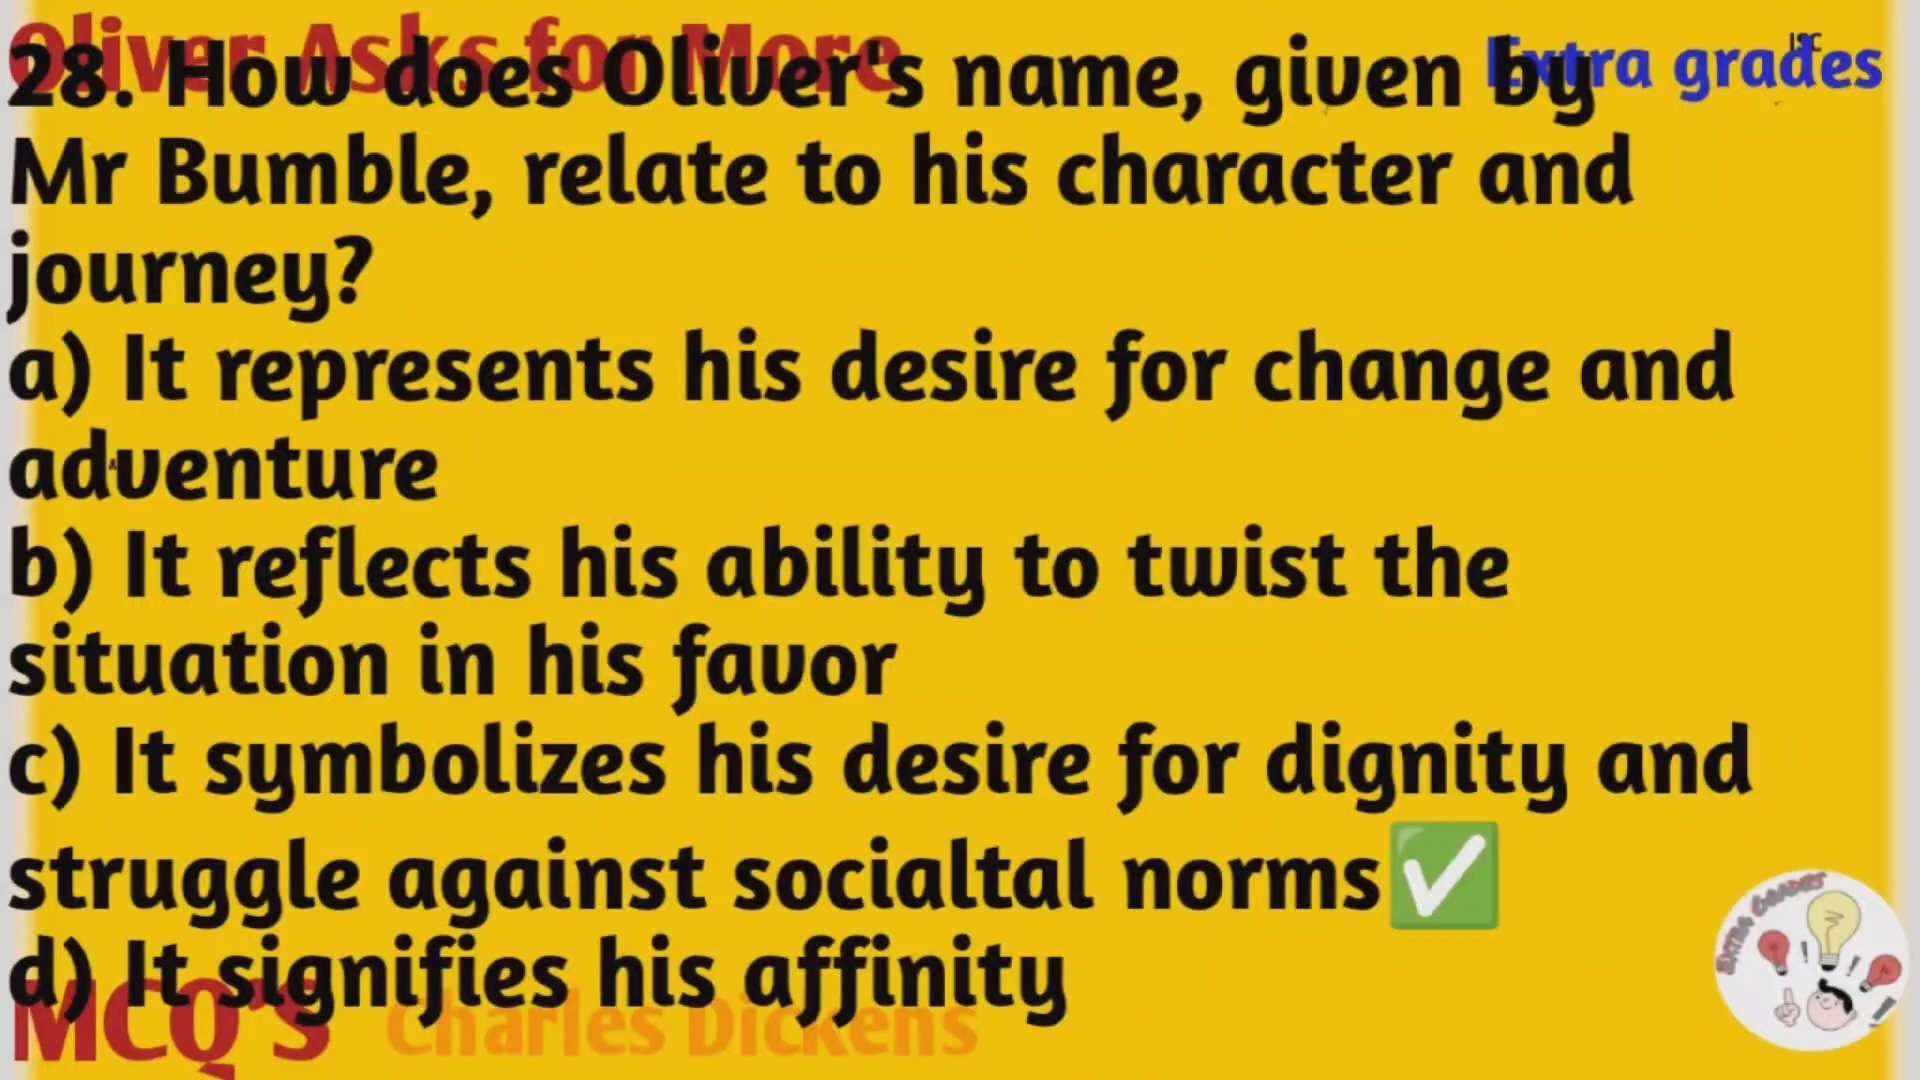 Oliver Asks for More
Extra grades
ISC
28. How does Oliver's name, given by
Mr Bumble, relate to his character and
journey?
a) It represents his desire for change and
adventure
b) It reflects his ability to twist the
situation in his favor
c) It symbolizes his desire for dignity and
struggle against socialtal norms✅
d) It signifies his affinity
MCQ's Charles Dickens
EXTRA GRADES